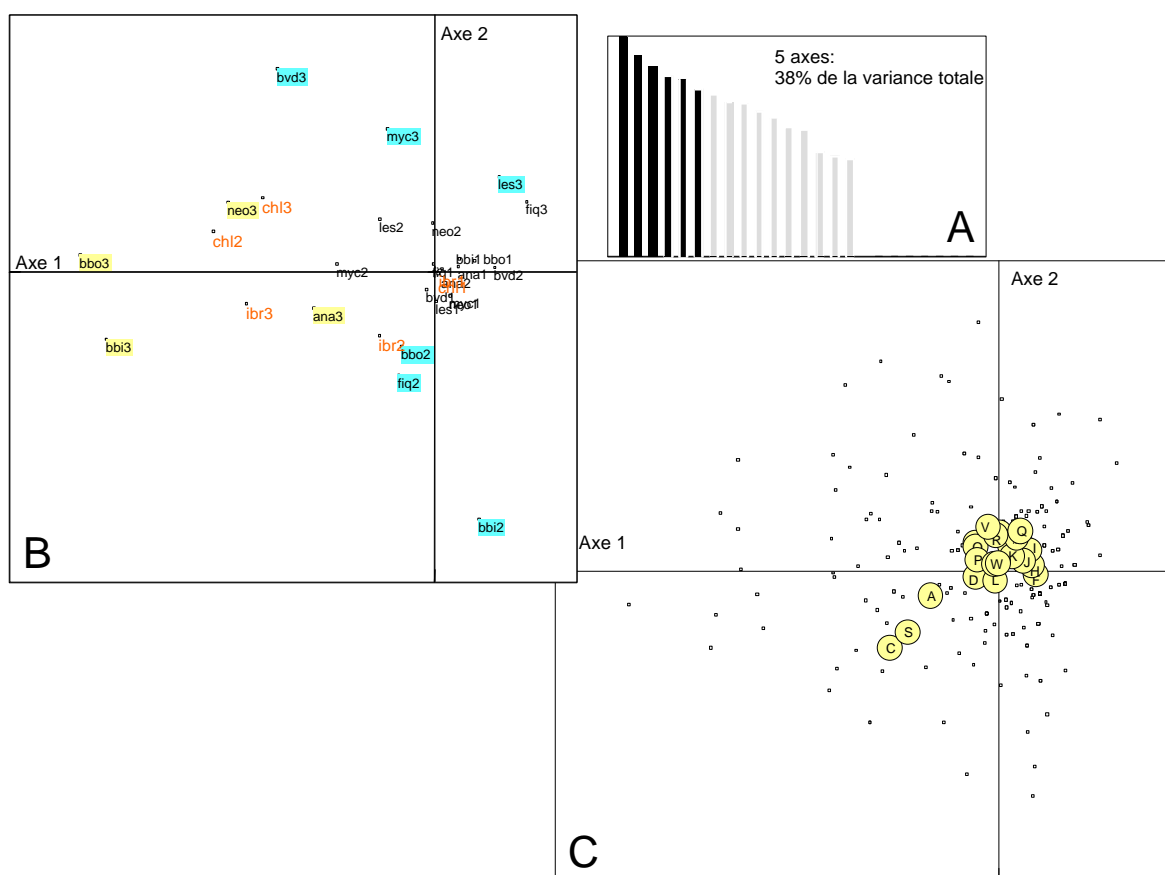 Axe 2
bvd3
myc3
les3
fiq3
neo3
chl3
les2
neo2
chl2
bbi1
bbo1
Axe 1
bbo3
myc2
ana1
bvd2
ana2
ibr3
ana3
bvd1
les1
neo1
bbi3
ibr2
bbo2
fiq2
bbi2
B
5 axes:
38% de la variance totale
A
Axe 2
Axe 1
V
Q
R
O
I
K
P
W
J
H
D
L
F
A
S
C
C